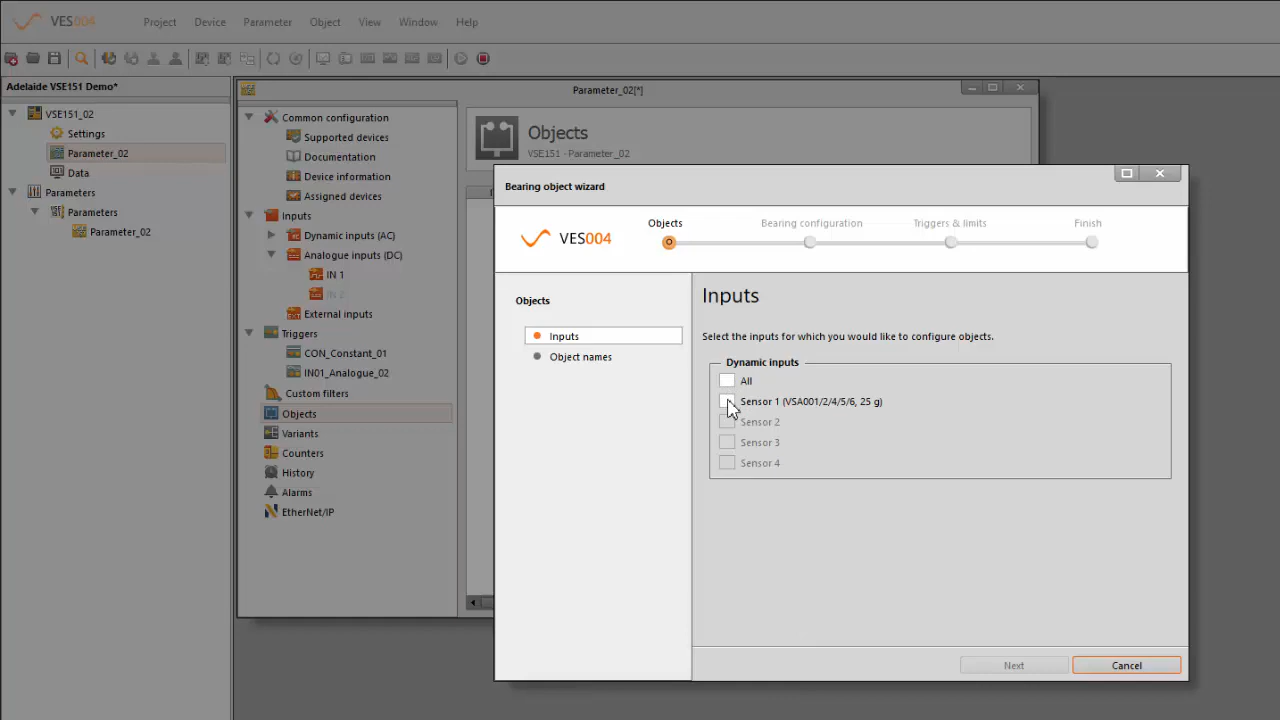 VES004
Project Device Parameter Object View Window Help
Adelaide VSE151 Demo*
VSE151_02
Settings
Parameter_02
Data
Parameters
Parameters
Parameter_02
Parameter_02[*]
Common configuration
Supported devices
Documentation
Device information
Assigned devices
Inputs
Dynamic inputs (AC)
Analogue inputs (DC)
IN 1
IN 2
External inputs
Triggers
CON_Constant_01
IN01_Analogue_02
Custom filters
Objects
Variants
Counters
History
Alarms
EtherNet/IP
Objects
VSE151 - Parameter_02
Bearing object wizard
VES004
Objects Bearing configuration Triggers & limits Finish
Objects
Inputs
Object names
Inputs
Select the inputs for which you would like to configure objects.
Dynamic inputs
All
Sensor 1 (VSA001/2/4/5/6, 25 g)
Sensor 2
Sensor 3
Sensor 4
Next Cancel